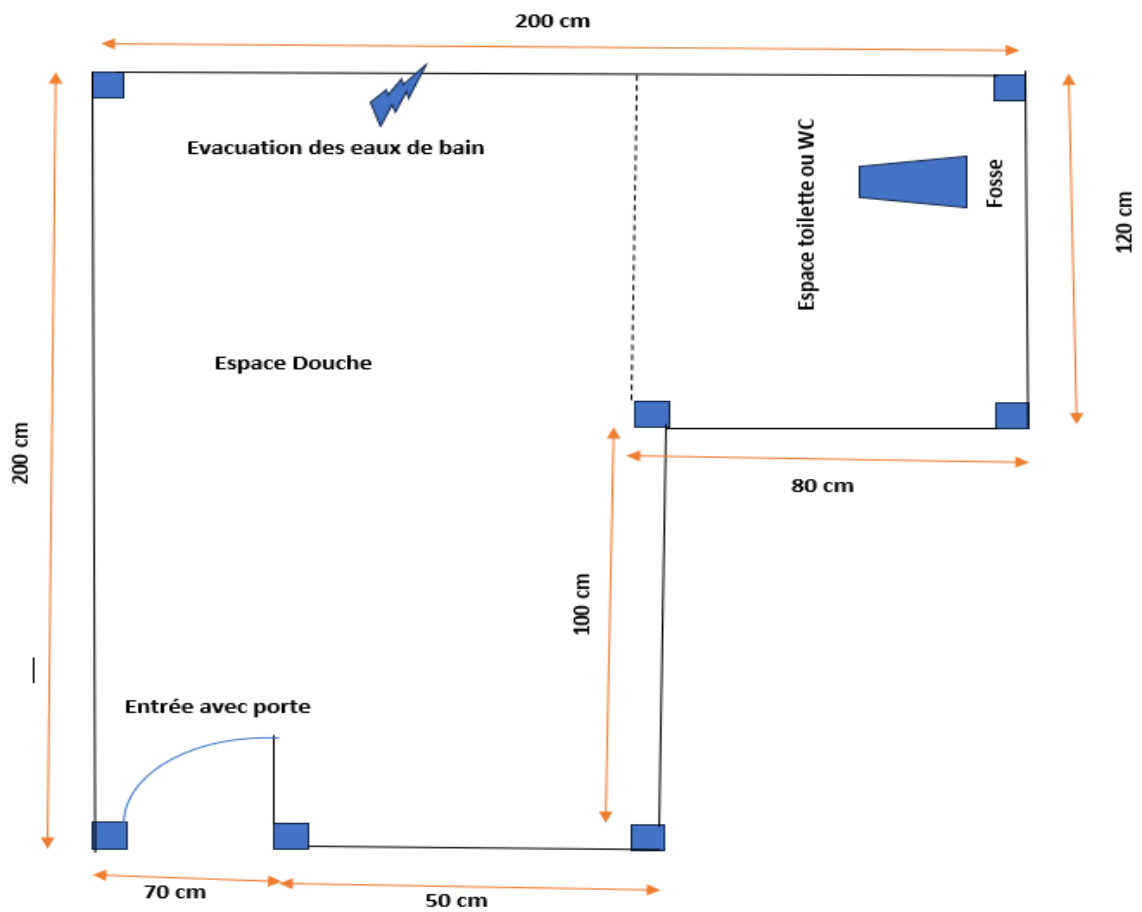 200 cm
Evacuation des eaux de bain
Espace toilette ou WC
Fosse
120 cm
Espace Douche
200 cm
80 cm
100 cm
Entrée avec porte
70 cm
50 cm